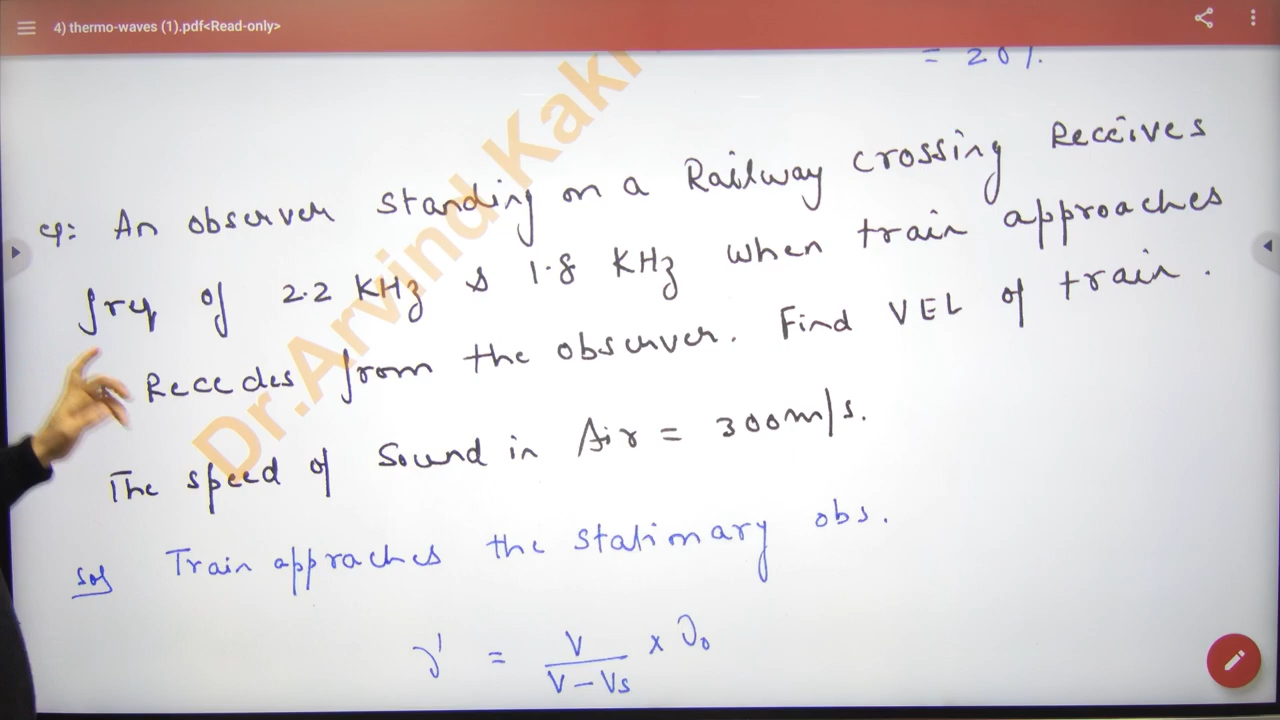 4) thermo-waves (1).pdf<Read-only>
= 20%.
Q: An observer standing on a Railway crossing Receives
freq of 2.2 KHz & 1.8 KHz when train approaches
Recedes from the observer. Find VEL of train.
The speed of Sound in Air = 300m/s.
Sol Train appraches the stationary obs.
ν' = V / V - Vs × ν₀
Dr.Arvind Kak